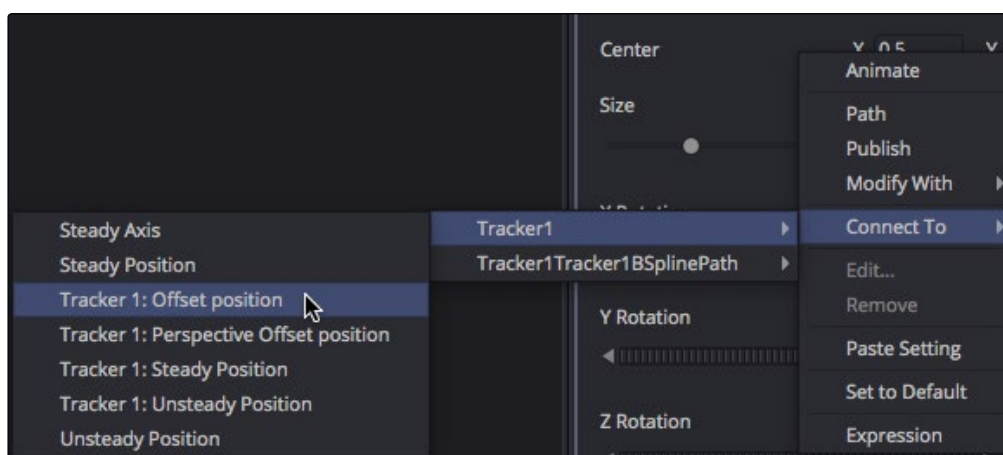 Center
X 0.5 Y
Size
Animate
Path
Publish
Modify With
Connect To
Edit...
Remove
Paste Setting
Set to Default
Expression
Tracker1
Tracker1Tracker1BSplinePath
Steady Axis
Steady Position
Tracker 1: Offset position
Tracker 1: Perspective Offset position
Tracker 1: Steady Position
Tracker 1: Unsteady Position
Unsteady Position
Y Rotation
Z Rotation